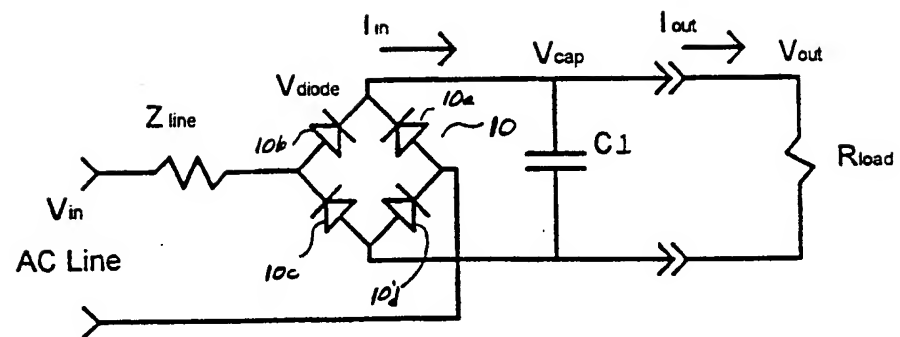 Iin
Iout
Vcap
Vout
Vdiode
10a
Zline
10b
10
C1
Rload
Vin
10c
10d
AC Line